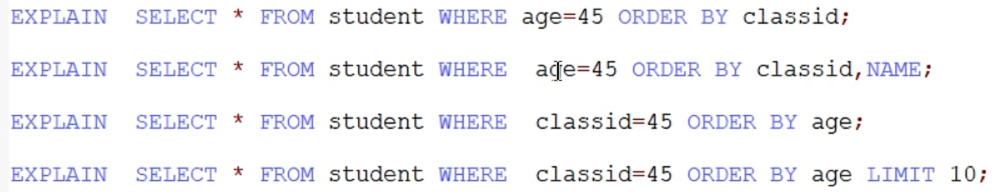 EXPLAIN  SELECT * FROM student WHERE age=45 ORDER BY classid;
EXPLAIN  SELECT * FROM student WHERE  age=45 ORDER BY classid,NAME;
EXPLAIN  SELECT * FROM student WHERE  classid=45 ORDER BY age;
EXPLAIN  SELECT * FROM student WHERE  classid=45 ORDER BY age LIMIT 10;